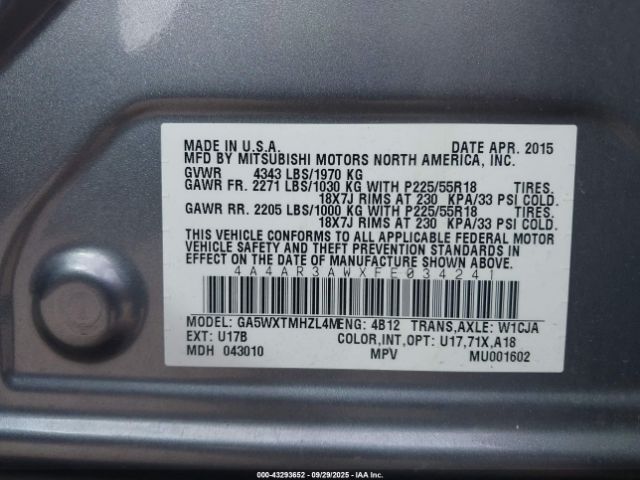 MADE IN U.S.A. DATE APR. 2015
MFD BY MITSUBISHI MOTORS NORTH AMERICA, INC.
GVWR 4343 LBS/1970 KG
GAWR FR. 2271 LBS/1030 KG WITH P225/55R18 TIRES.
18X7J RIMS AT 230 KPA/33 PSI COLD.
GAWR RR. 2205 LBS/1000 KG WITH P225/55R18 TIRES.
18X7J RIMS AT 230 KPA/33 PSI COLD.
THIS VEHICLE CONFORMS TO ALL APPLICABLE FEDERAL MOTOR
VEHICLE SAFETY AND THEFT PREVENTION STANDARDS IN
EFFECT ON THE DATE OF MANUFACTURE SHOWN ABOVE.
4A4AR3AWXFE034241
MODEL: GA5WXTMHZL4MENG: 4B12 TRANS,AXLE: W1CJA
EXT: U17B COLOR,INT,OPT: U17,71X,A18
MDH 043010 MPV MU001602
000-43293652 - 09/29/2025 - IAA Inc.